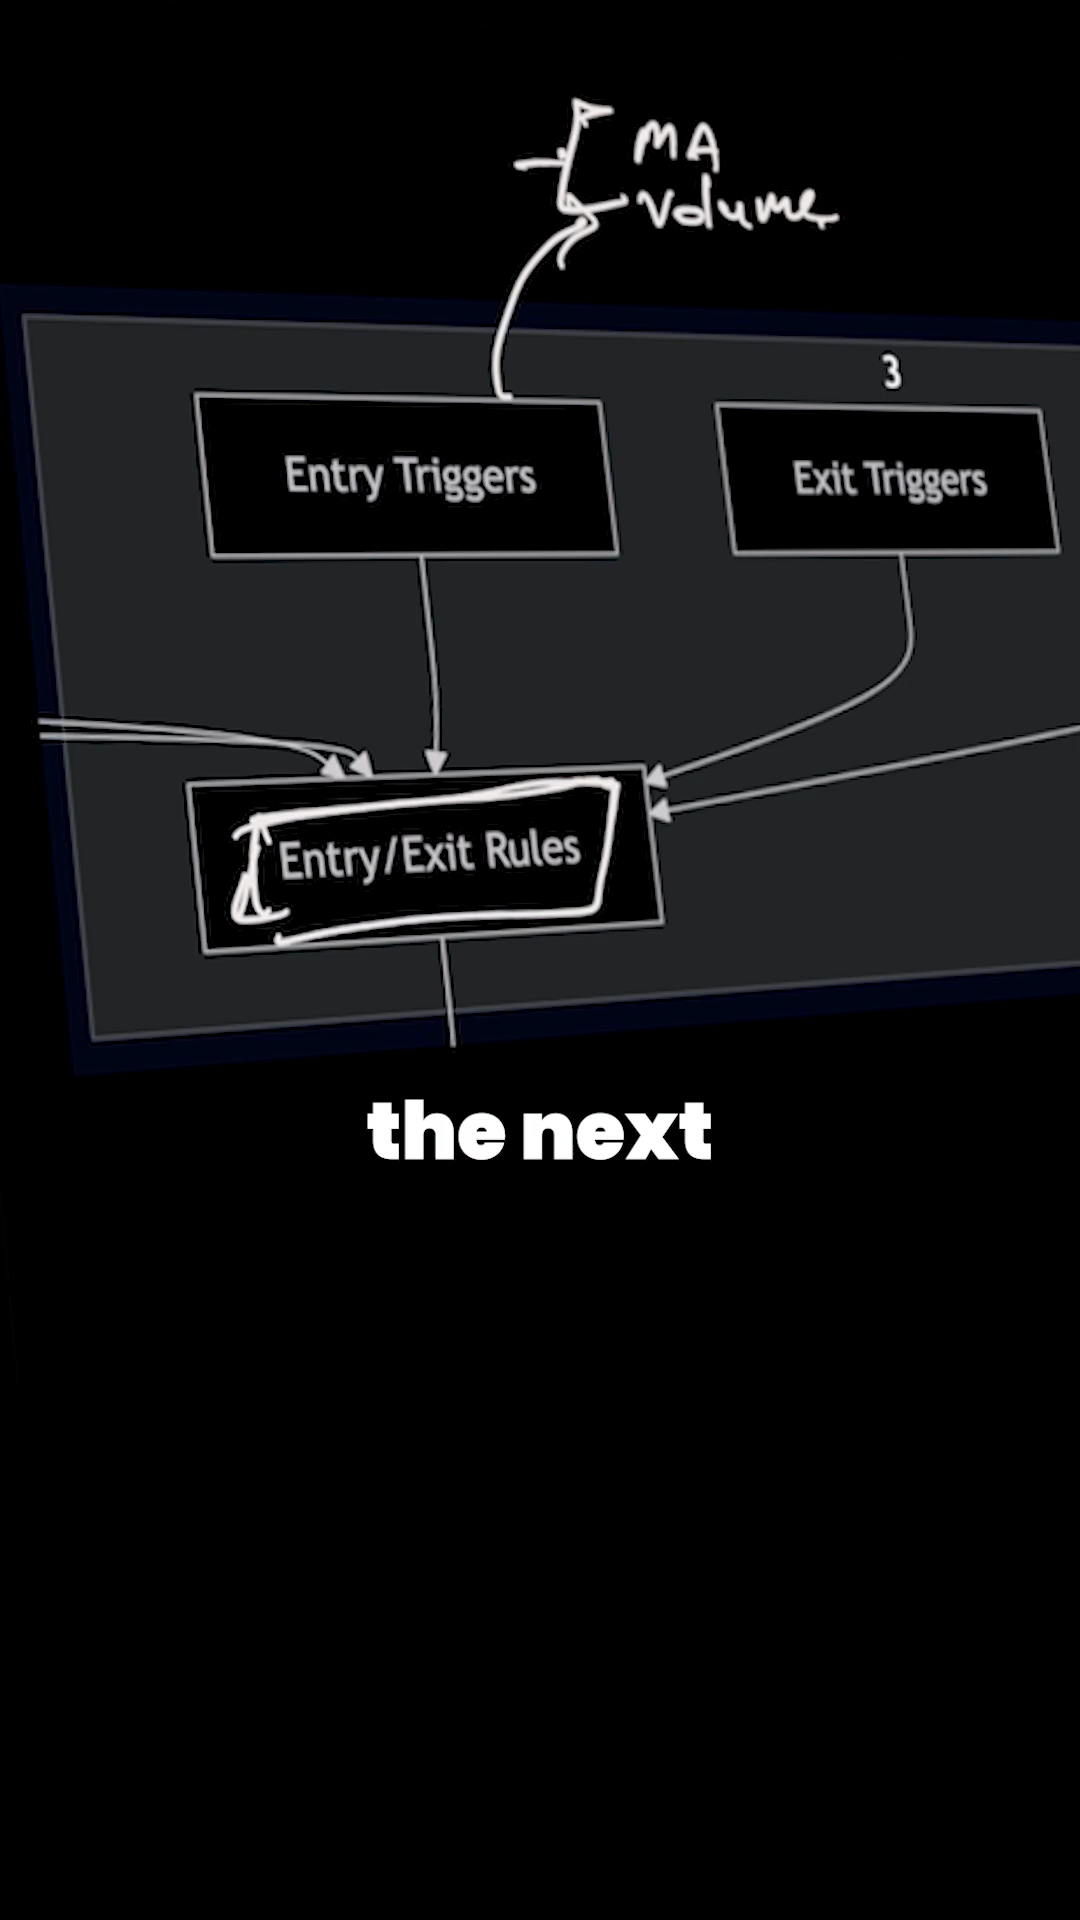 MA
Volume
3
Entry Triggers
Exit Triggers
Entry/Exit Rules
the next